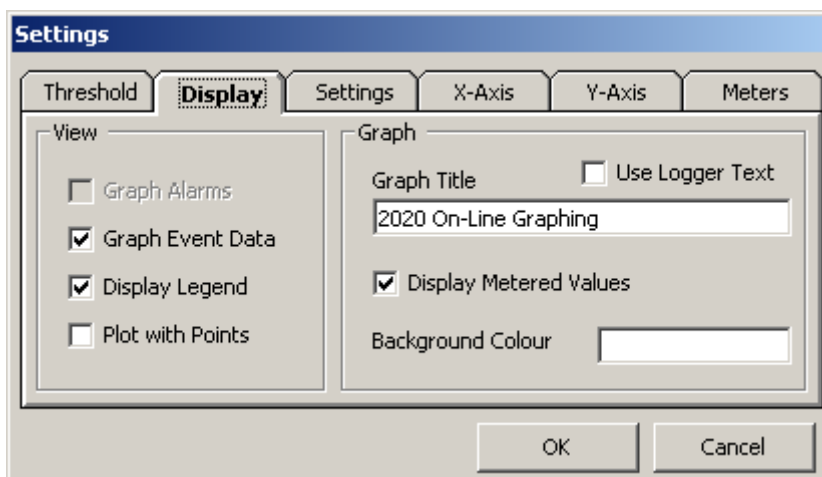 Settings
Threshold Display Settings X-Axis Y-Axis Meters
View
Graph Alarms
Graph Event Data
Display Legend
Plot with Points
Graph
Graph Title Use Logger Text
2020 On-Line Graphing
Display Metered Values
Background Colour
OK Cancel